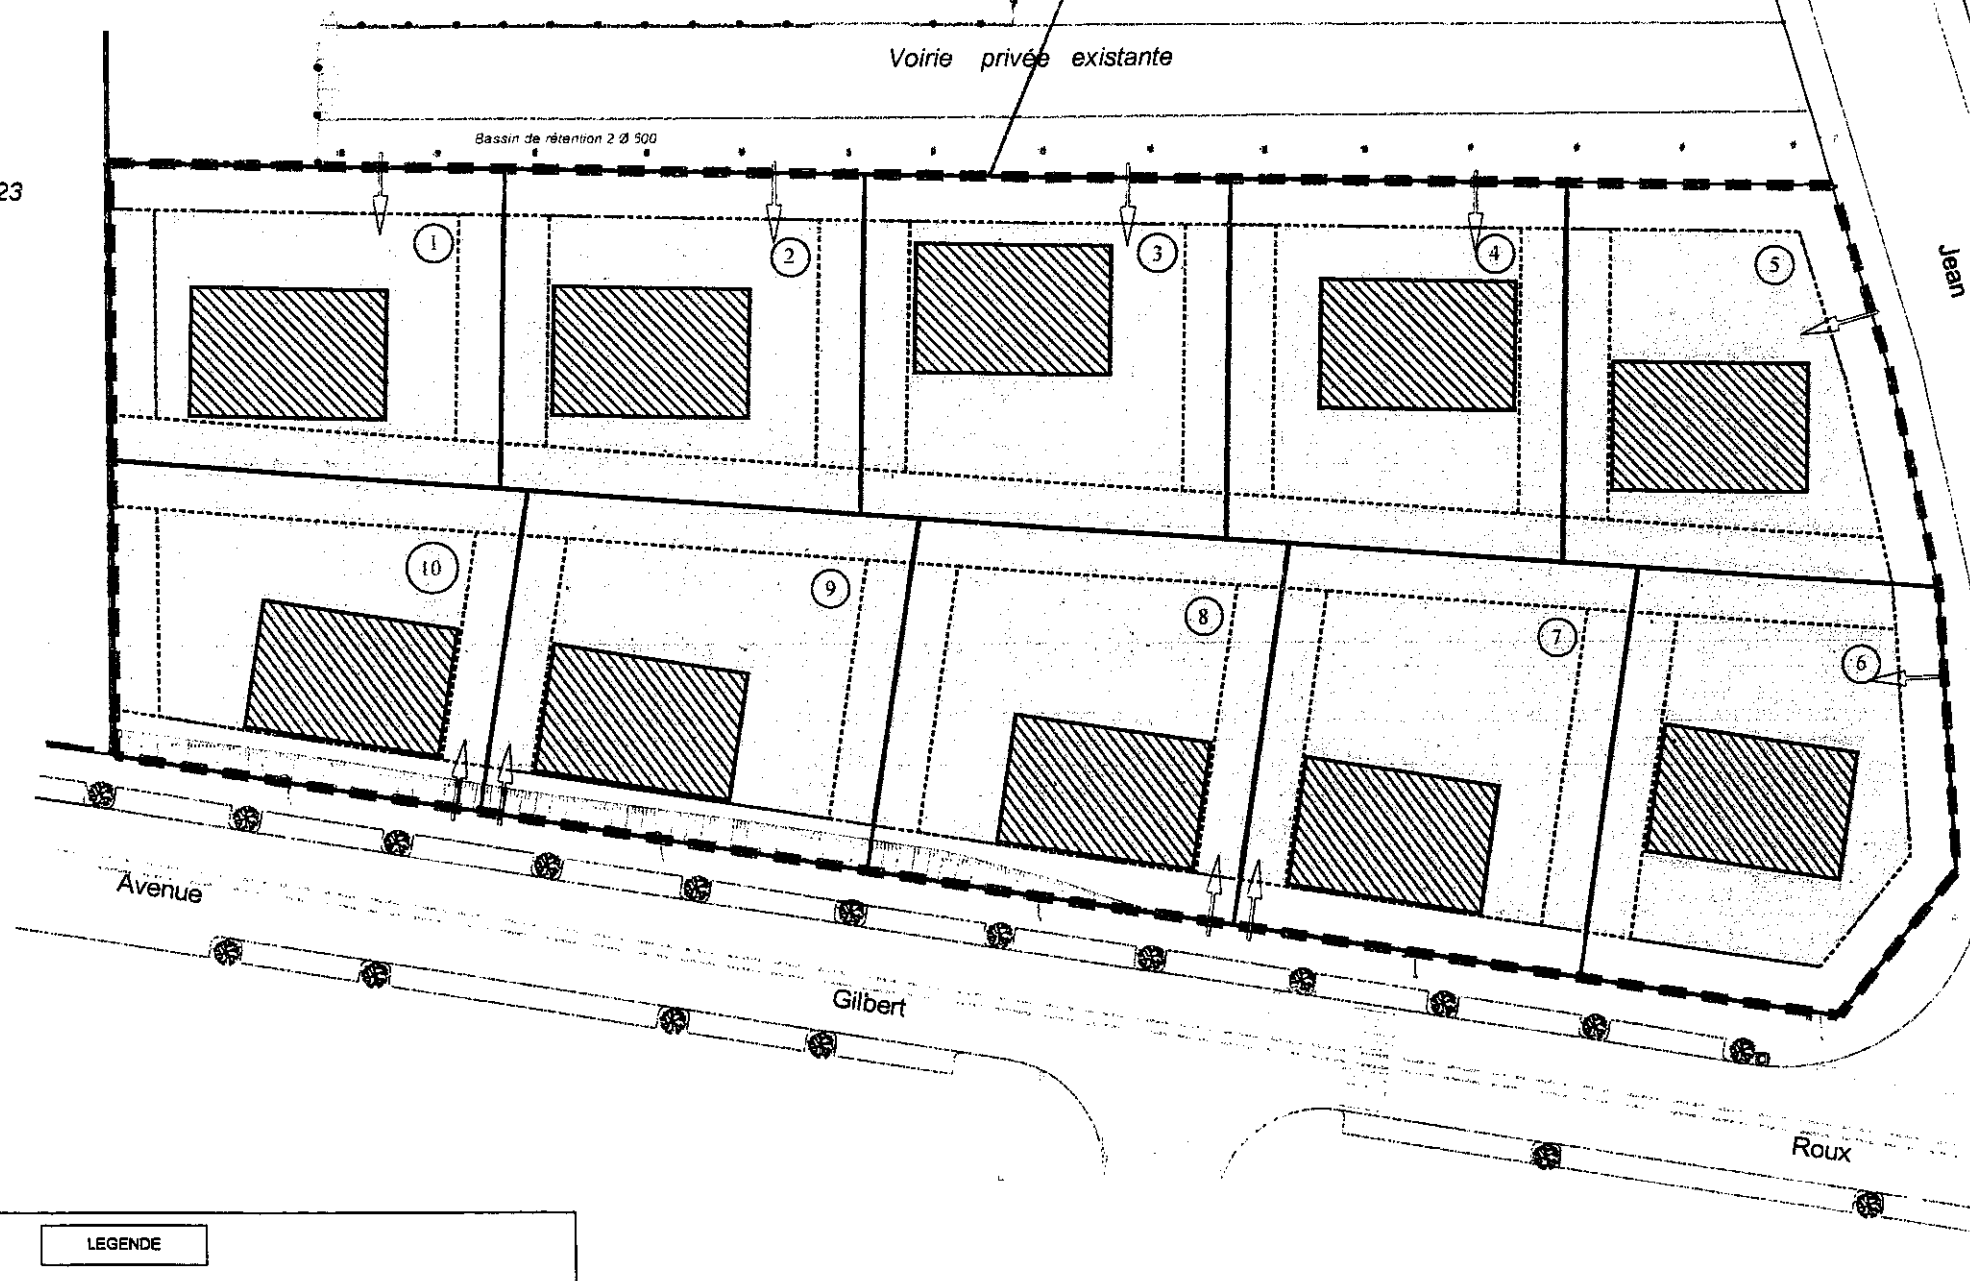 Voirie privée existante
Bassin de rétention 2 Ø 500
23
Jean
1
2
3
4
5
10
9
8
7
6
Avenue
Gilbert
Roux
LEGENDE